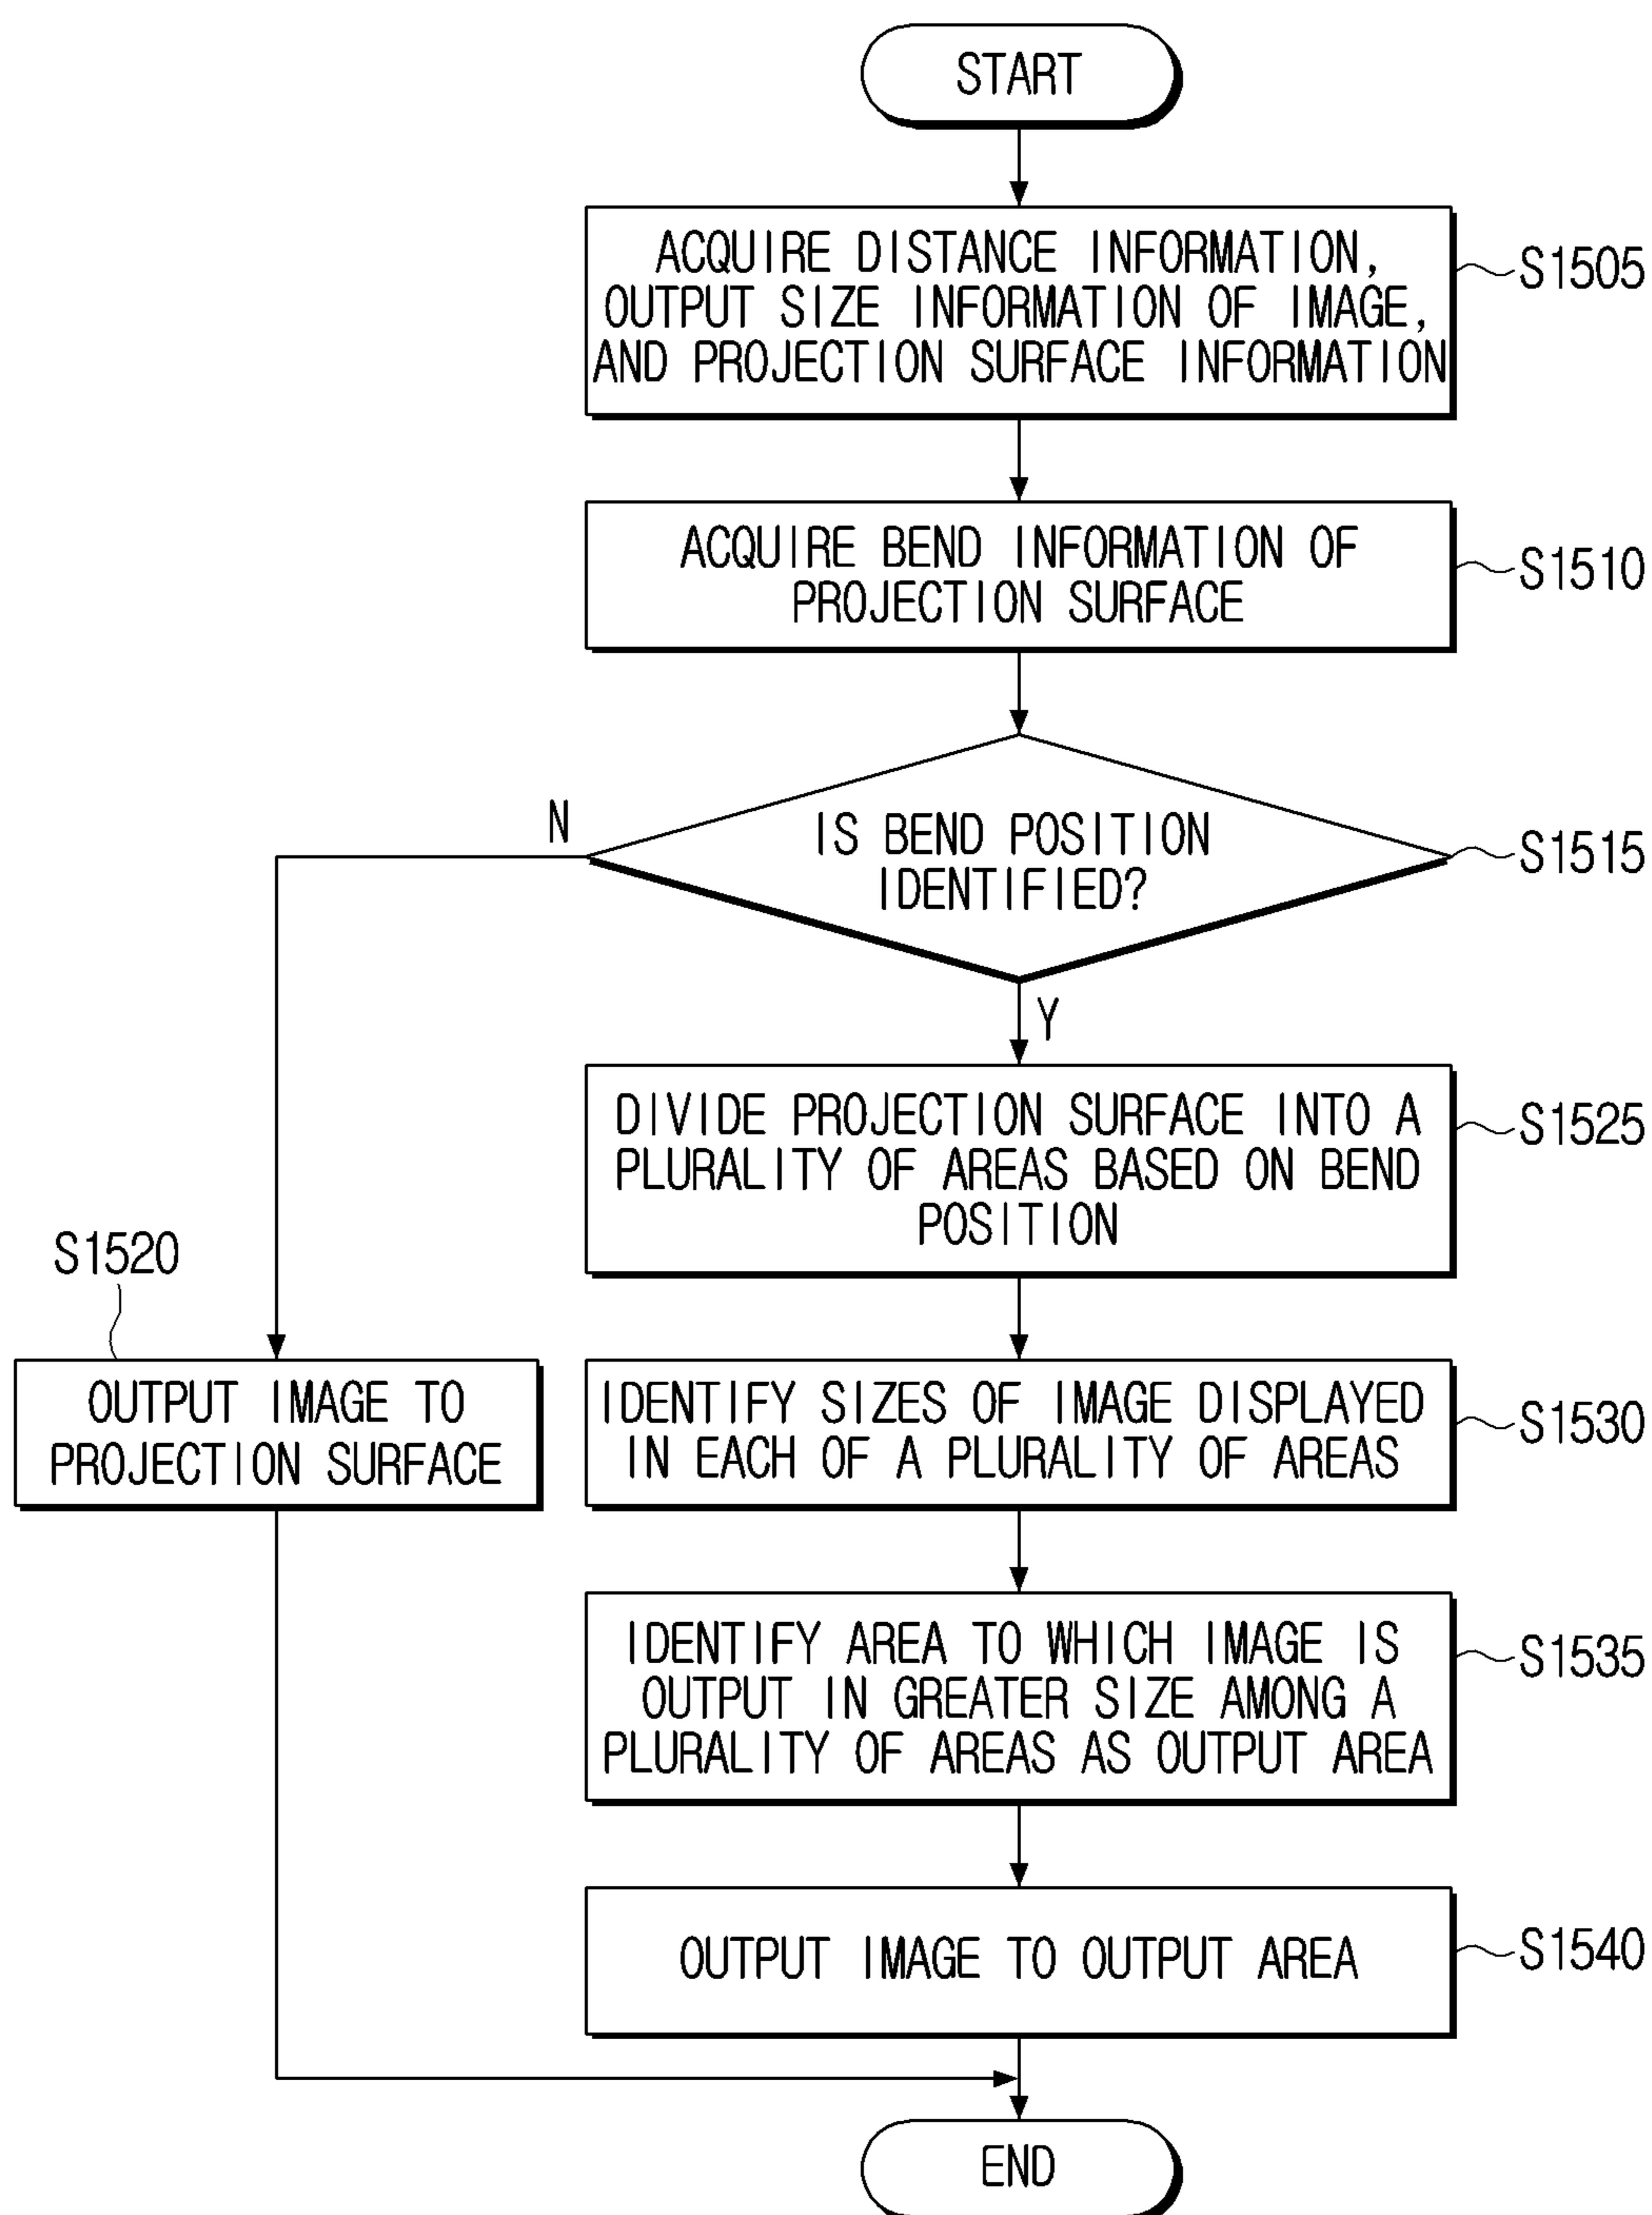 START
ACQUIRE DISTANCE INFORMATION,
OUTPUT SIZE INFORMATION OF IMAGE,
AND PROJECTION SURFACE INFORMATION
S1505
ACQUIRE BEND INFORMATION OF
PROJECTION SURFACE
S1510
N
IS BEND POSITION
IDENTIFIED?
S1515
Y
DIVIDE PROJECTION SURFACE INTO A
PLURALITY OF AREAS BASED ON BEND
POSITION
S1525
S1520
OUTPUT IMAGE TO
PROJECTION SURFACE
IDENTIFY SIZES OF IMAGE DISPLAYED
IN EACH OF A PLURALITY OF AREAS
S1530
IDENTIFY AREA TO WHICH IMAGE IS
OUTPUT IN GREATER SIZE AMONG A
PLURALITY OF AREAS AS OUTPUT AREA
S1535
OUTPUT IMAGE TO OUTPUT AREA
S1540
END